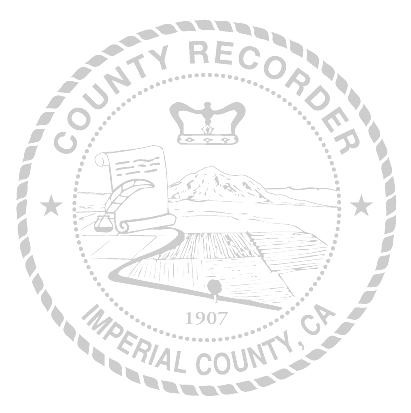 COUNTY RECORDER
1907
IMPERIAL COUNTY, CA